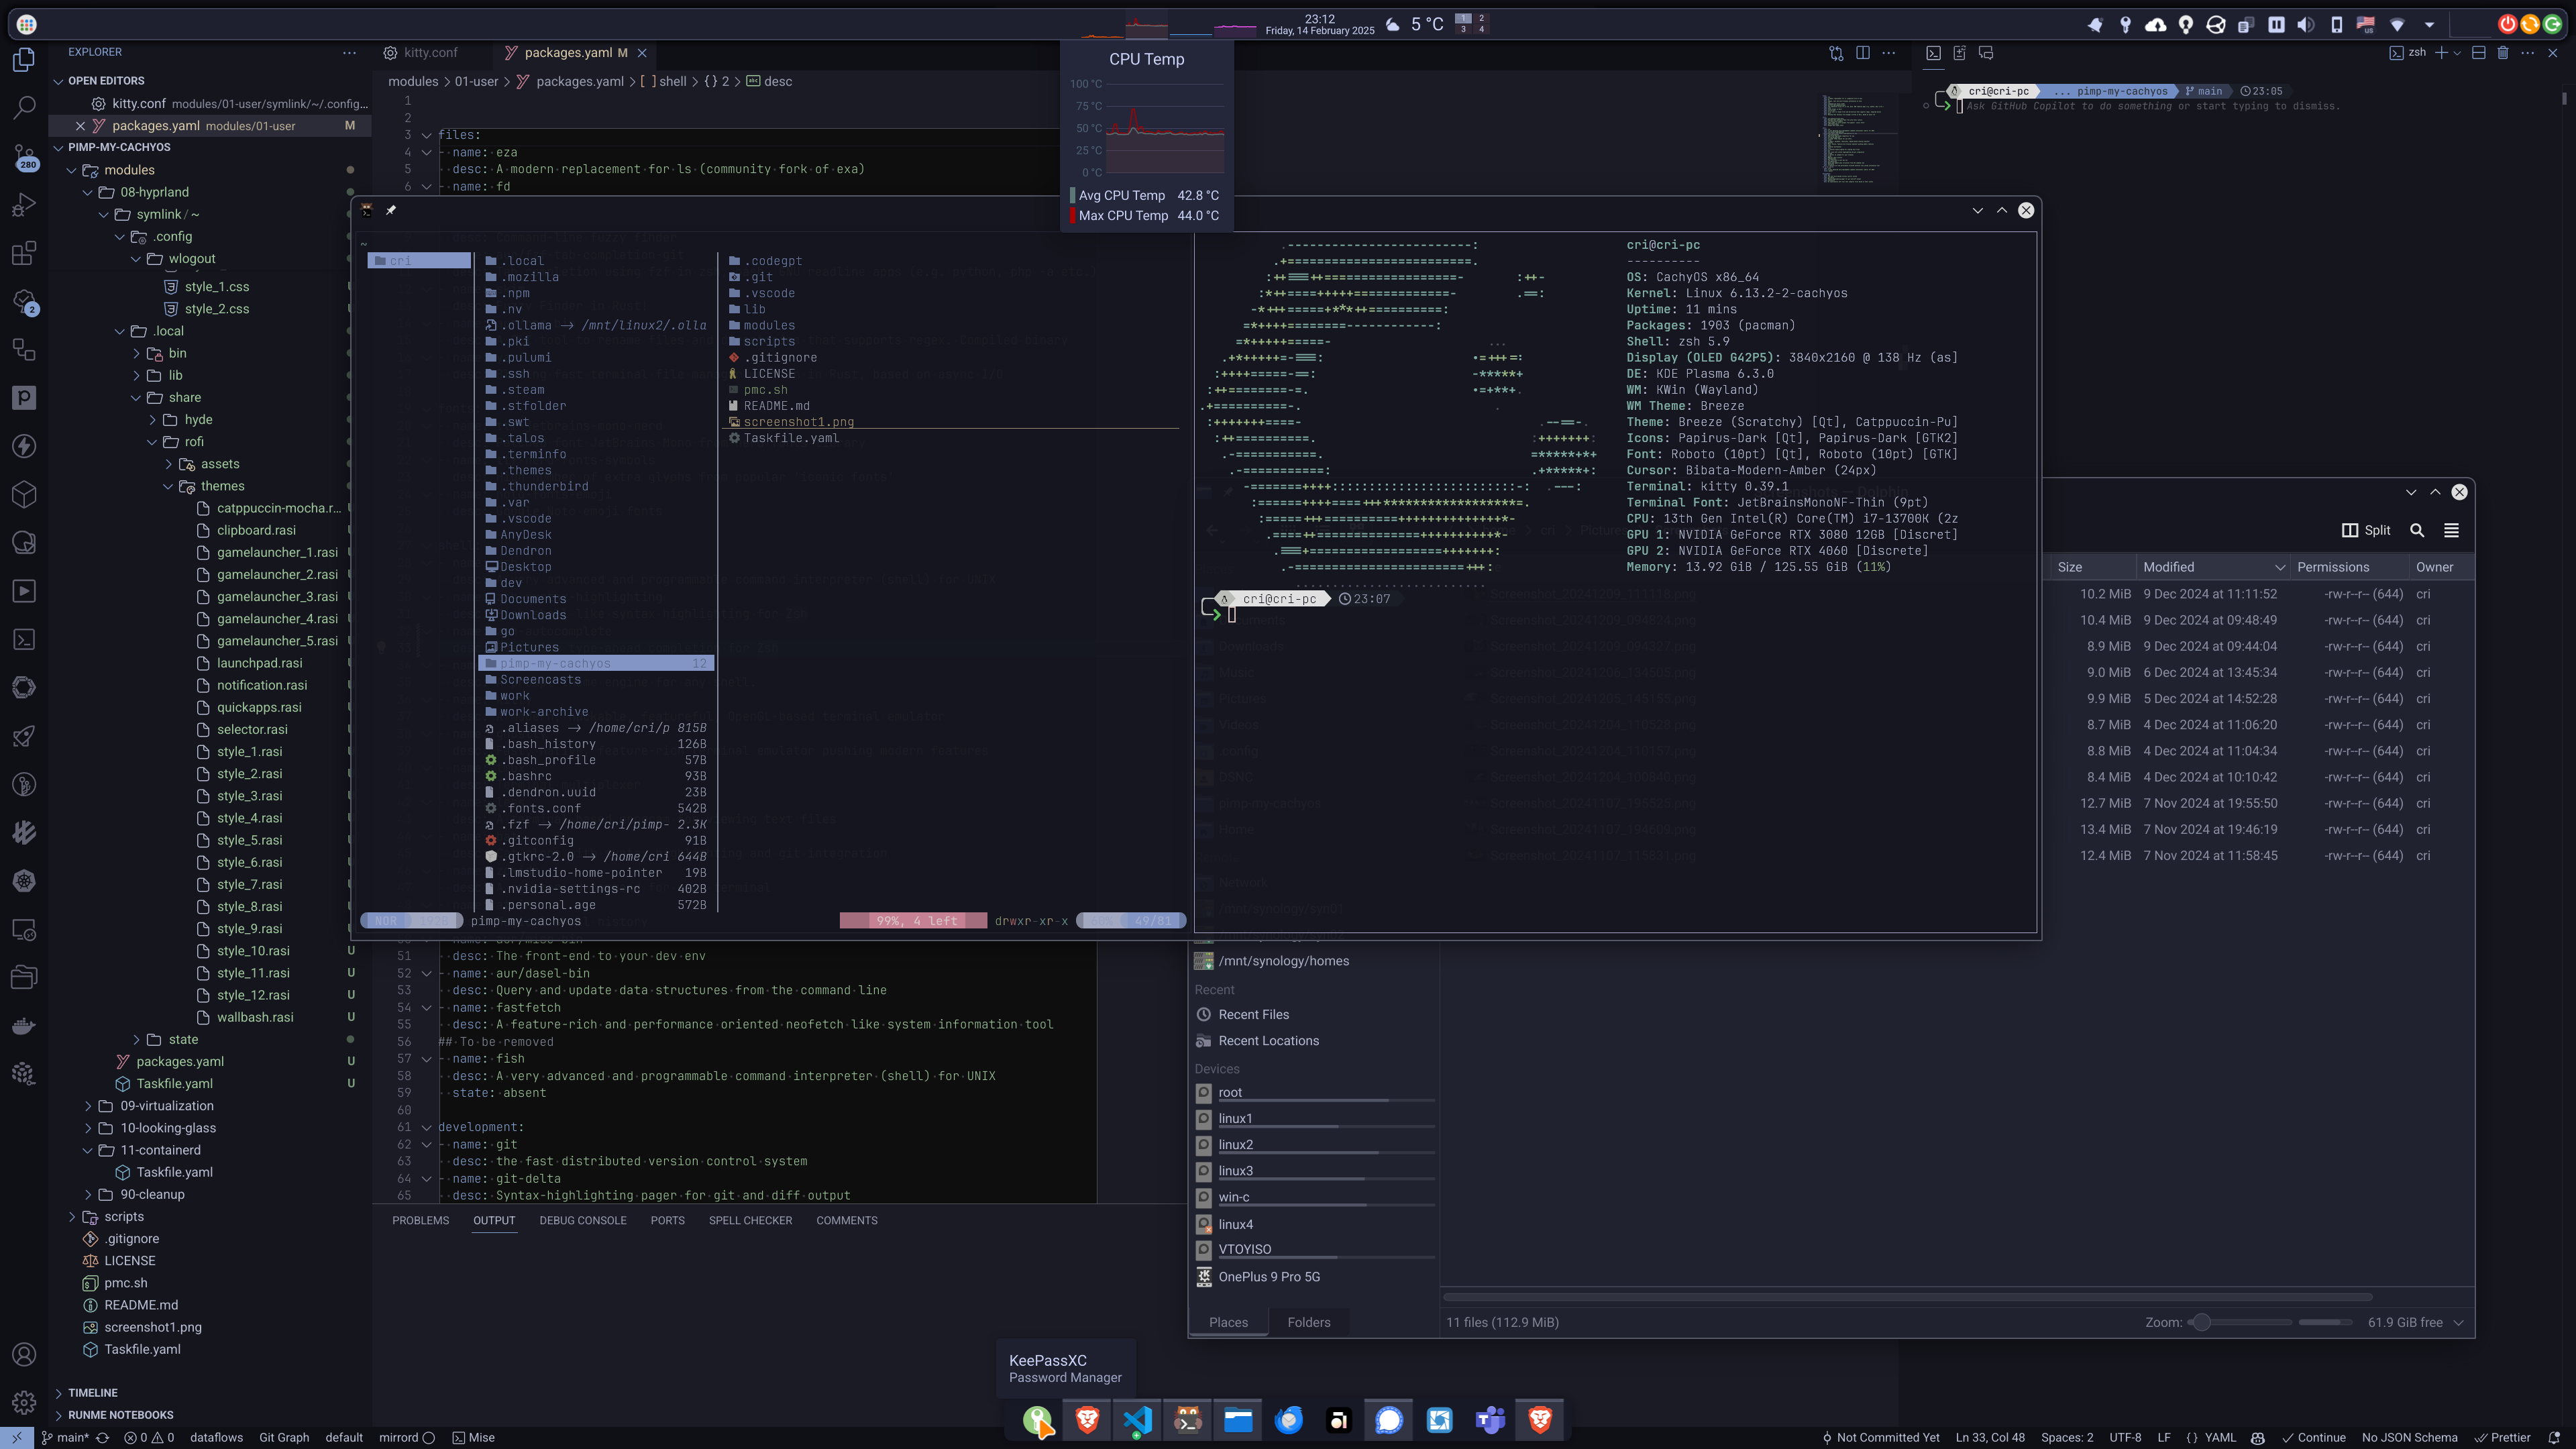 23:12
Friday, 14 February 2025
5 °C
1 2
3 4
us
CPU Temp
100 °C
75 °C
50 °C
25 °C
0 °C
Avg CPU Temp 42.8 °C
Max CPU Temp 44.0 °C
EXPLORER
OPEN EDITORS
kitty.conf modules/01-user/symlink/~/.config...
packages.yaml modules/01-user M
PIMP-MY-CACHYOS
modules
08-hyprland
symlink / ~
.config
wlogout
style_1.css
style_2.css
.local
bin
lib
share
hyde
rofi
assets
themes
catppuccin-mocha.r...
clipboard.rasi
gamelauncher_1.rasi
gamelauncher_2.rasi
gamelauncher_3.rasi
gamelauncher_4.rasi
gamelauncher_5.rasi
launchpad.rasi
notification.rasi
quickapps.rasi
selector.rasi
style_1.rasi
style_2.rasi
style_3.rasi
style_4.rasi
style_5.rasi
style_6.rasi
style_7.rasi
style_8.rasi
style_9.rasi
style_10.rasi U
style_11.rasi U
style_12.rasi U
wallbash.rasi U
state
packages.yaml U
Taskfile.yaml U
09-virtualization
10-looking-glass
11-containerd
Taskfile.yaml
90-cleanup
scripts
.gitignore
LICENSE
pmc.sh
README.md
screenshot1.png
Taskfile.yaml
TIMELINE
RUNME NOTEBOOKS
280
2
kitty.conf
packages.yaml M
modules > 01-user > packages.yaml > [ ] shell > { } 2 > desc
1
2
3 files:
4 - name: eza
5 desc: A modern replacement for ls (community fork of exa)
6 - name: fd
zsh
cri@cri-pc ... pimp-my-cachyos main 23:05
Ask GitHub Copilot to do something or start typing to dismiss.
~
cri
.local
.mozilla
.npm
.nv
.ollama -> /mnt/linux2/.olla
.pki
.pulumi
.ssh
.steam
.stfolder
.swt
.talos
.terminfo
.themes
.thunderbird
.var
.vscode
AnyDesk
Dendron
Desktop
dev
Documents
Downloads
go
Pictures
pimp-my-cachyos 12
Screencasts
work
work-archive
.aliases -> /home/cri/p 815B
.bash_history 126B
.bash_profile 57B
.bashrc 93B
.dendron.uuid 23B
.fonts.conf 542B
.fzf -> /home/cri/pimp- 2.3K
.gitconfig 91B
.gtkrc-2.0 -> /home/cri 644B
.lmstudio-home-pointer 19B
.nvidia-settings-rc 402B
.personal.age 572B
.codegpt
.git
.vscode
lib
modules
scripts
.gitignore
LICENSE
pmc.sh
README.md
screenshot1.png
Taskfile.yaml
NOR pimp-my-cachyos 99%, 4 left drwxr-xr-x 49/81
cri@cri-pc
----------
OS: CachyOS x86_64
Kernel: Linux 6.13.2-2-cachyos
Uptime: 11 mins
Packages: 1903 (pacman)
Shell: zsh 5.9
Display (OLED G42P5): 3840x2160 @ 138 Hz (as]
DE: KDE Plasma 6.3.0
WM: KWin (Wayland)
WM Theme: Breeze
Theme: Breeze (Scratchy) [Qt], Catppuccin-Pu]
Icons: Papirus-Dark [Qt], Papirus-Dark [GTK2]
Font: Roboto (10pt) [Qt], Roboto (10pt) [GTK]
Cursor: Bibata-Modern-Amber (24px)
Terminal: kitty 0.39.1
Terminal Font: JetBrainsMonoNF-Thin (9pt)
CPU: 13th Gen Intel(R) Core(TM) i7-13700K (2z
GPU 1: NVIDIA GeForce RTX 3080 12GB [Discret]
GPU 2: NVIDIA GeForce RTX 4060 [Discrete]
Memory: 13.92 GiB / 125.55 GiB (11%)
cri@cri-pc 23:07
Split
Size Modified Permissions Owner
10.2 MiB 9 Dec 2024 at 11:11:52 -rw-r--r-- (644) cri
10.4 MiB 9 Dec 2024 at 09:48:49 -rw-r--r-- (644) cri
8.9 MiB 9 Dec 2024 at 09:44:04 -rw-r--r-- (644) cri
9.0 MiB 6 Dec 2024 at 13:45:34 -rw-r--r-- (644) cri
9.9 MiB 5 Dec 2024 at 14:52:28 -rw-r--r-- (644) cri
8.7 MiB 4 Dec 2024 at 11:06:20 -rw-r--r-- (644) cri
8.8 MiB 4 Dec 2024 at 11:04:34 -rw-r--r-- (644) cri
8.4 MiB 4 Dec 2024 at 10:10:42 -rw-r--r-- (644) cri
12.7 MiB 7 Nov 2024 at 19:55:50 -rw-r--r-- (644) cri
13.4 MiB 7 Nov 2024 at 19:46:19 -rw-r--r-- (644) cri
12.4 MiB 7 Nov 2024 at 11:58:45 -rw-r--r-- (644) cri
/mnt/synology/homes
Recent
Recent Files
Recent Locations
Devices
root
linux1
linux2
linux3
win-c
linux4
VTOYISO
OnePlus 9 Pro 5G
Places Folders
11 files (112.9 MiB)
Zoom: 61.9 GiB free
51 desc: The front-end to your dev env
52 - name: aur/dasel-bin
53 desc: Query and update data structures from the command line
54 - name: fastfetch
55 desc: A feature-rich and performance oriented neofetch like system information tool
56 ## To be removed
57 - name: fish
58 desc: A very advanced and programmable command interpreter (shell) for UNIX
59 state: absent
60
61 development:
62 - name: git
63 desc: the fast distributed version control system
64 - name: git-delta
65 desc: Syntax-highlighting pager for git and diff output
PROBLEMS OUTPUT DEBUG CONSOLE PORTS SPELL CHECKER COMMENTS
KeePassXC
Password Manager
main* 0 0 dataflows Git Graph default mirrord Mise
Not Committed Yet Ln 33, Col 48 Spaces: 2 UTF-8 LF { } YAML Continue No JSON Schema Prettier